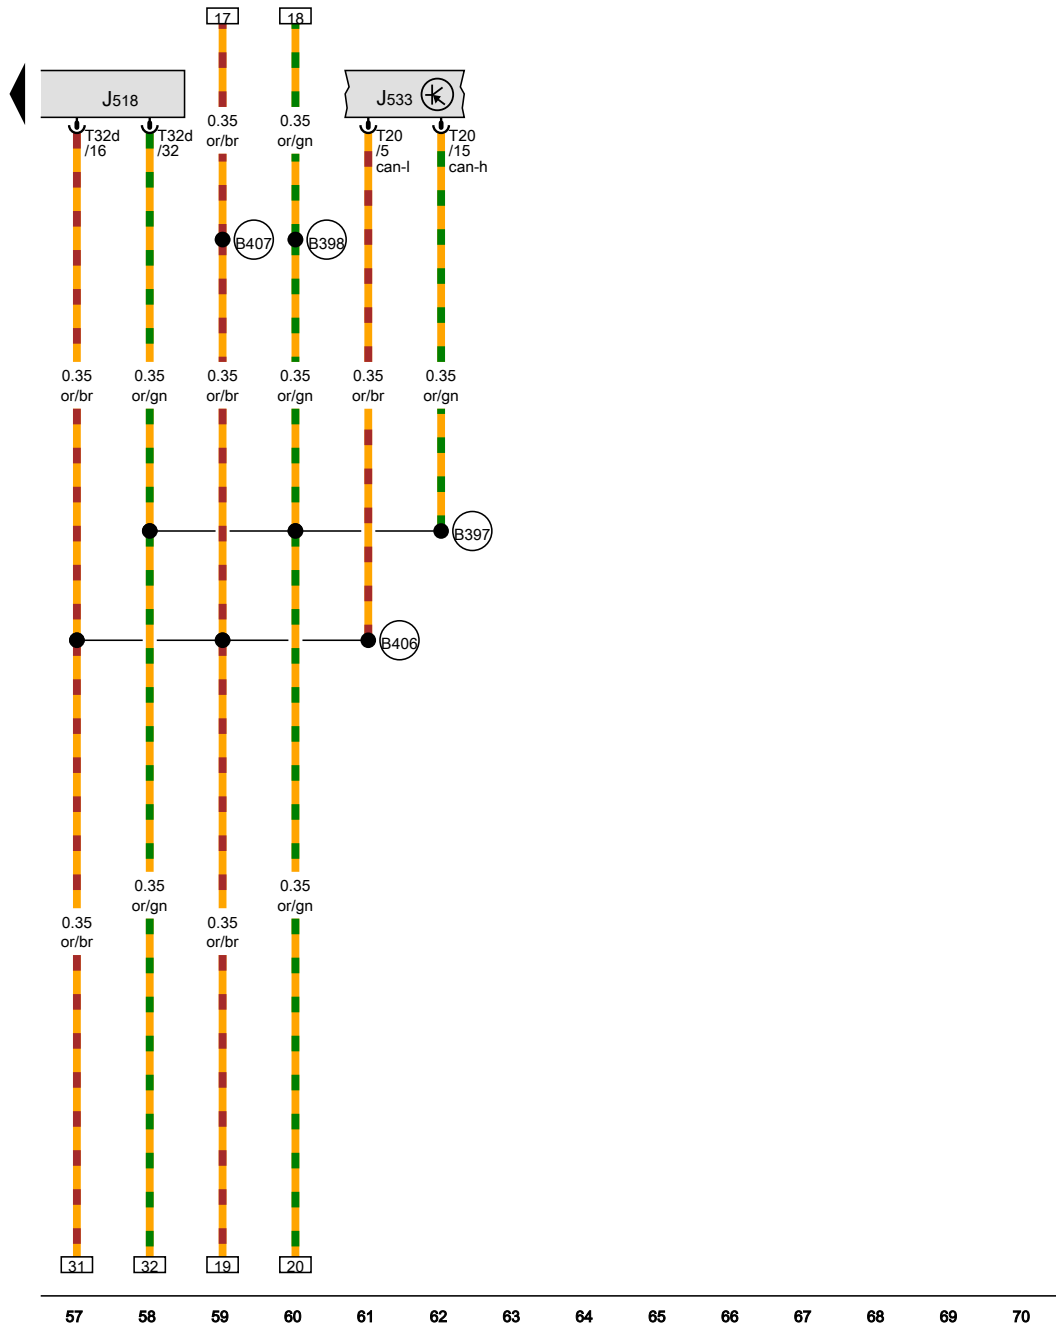 17 18
J518 J533
T32d
/16
T32d
/32
0.35
or/br
0.35
or/gn
T20
/5
can-l
T20
/15
can-h
B407 B398
0.35
or/br
0.35
or/gn
0.35
or/br
0.35
or/gn
0.35
or/br
0.35
or/gn
B397
B406
0.35
or/gn
0.35
or/gn
0.35
or/br
0.35
or/br
31 32 19 20
57 58 59 60 61 62 63 64 65 66 67 68 69 70